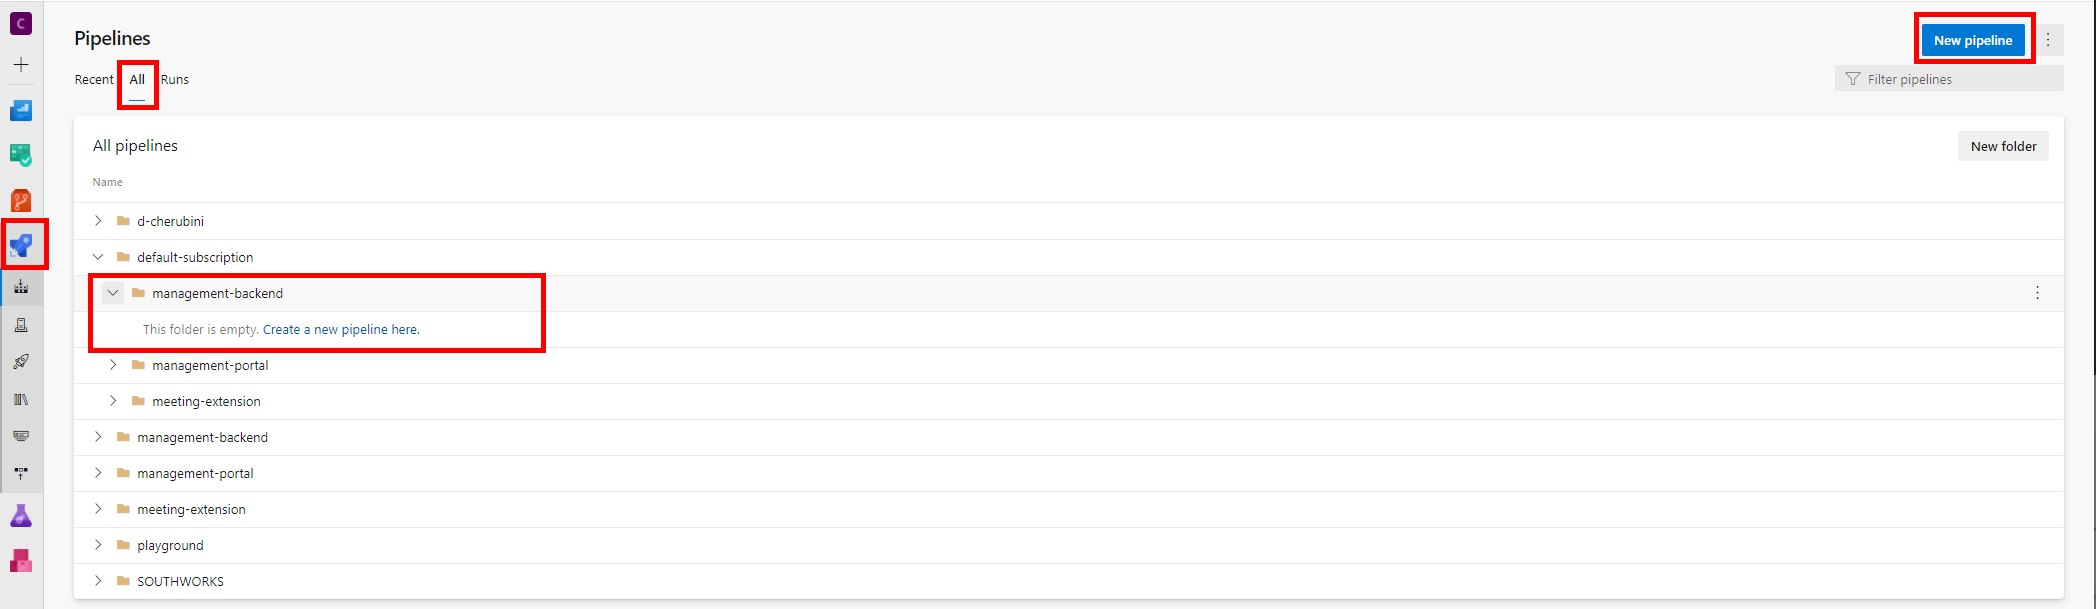 C
Pipelines
New pipeline
Recent All Runs
Filter pipelines
All pipelines
New folder
Name
d-cherubini
default-subscription
management-backend
This folder is empty. Create a new pipeline here.
management-portal
meeting-extension
management-backend
management-portal
meeting-extension
playground
SOUTHWORKS